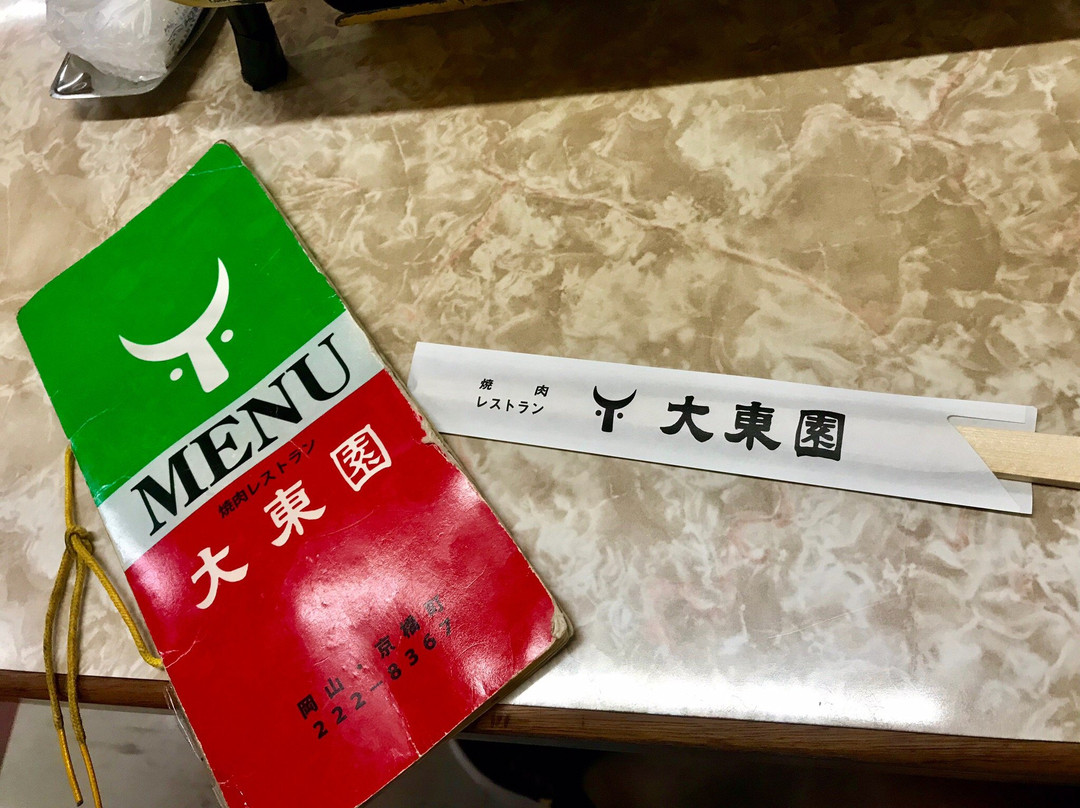 MENU
焼肉レストラン
大東園
岡山・京橋町
222-8367
焼肉
レストラン
大東園